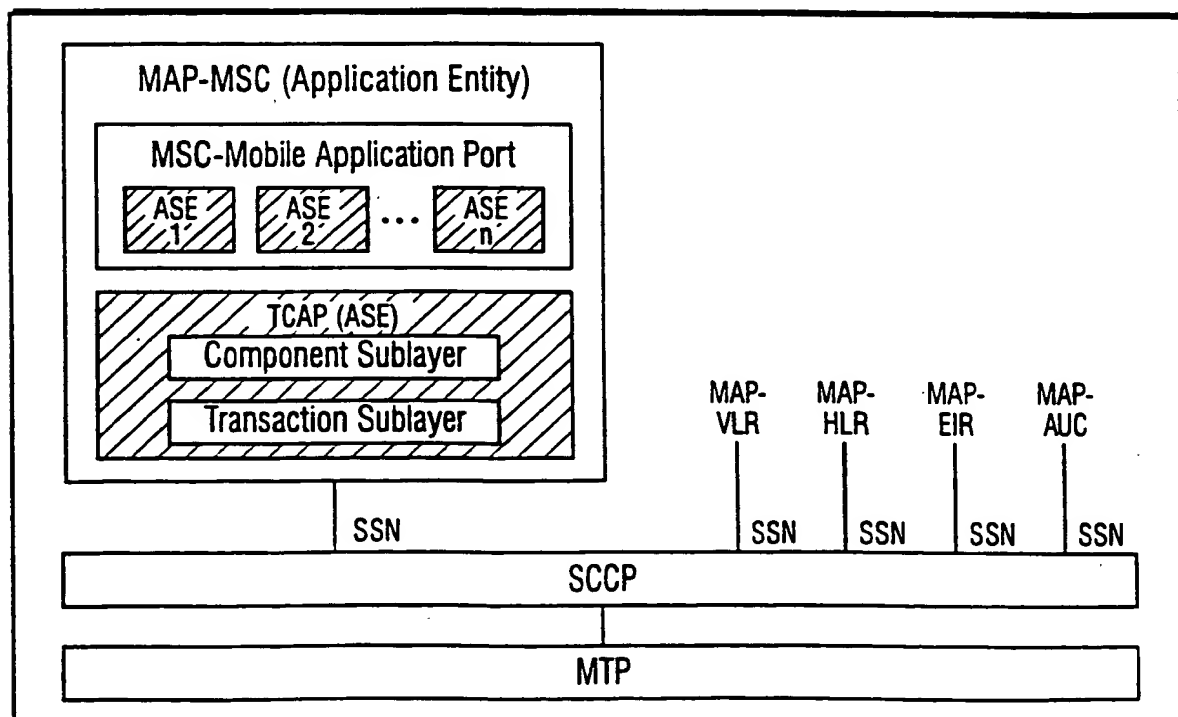 MAP-MSC (Application Entity)
MSC-Mobile Application Port
ASE
1
ASE
2
...
ASE
n
TCAP (ASE)
Component Sublayer
Transaction Sublayer
MAP-
VLR
MAP-
HLR
MAP-
EIR
MAP-
AUC
SSN
SSN
SSN
SSN
SSN
SCCP
MTP